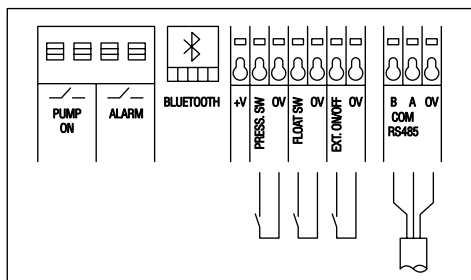 PUMP
ON
ALARM
BLUETOOTH
+V
PRESS. SW
0V
FLOAT SW
0V
EXT. ON/OFF
0V
B A 0V
COM
RS485